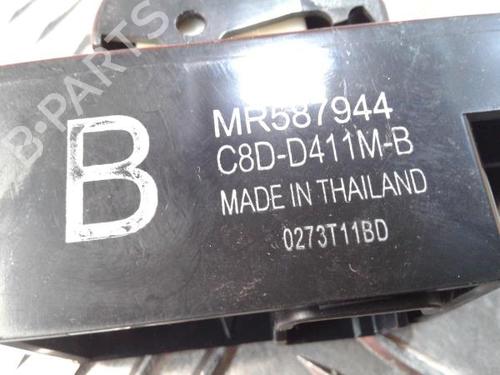 B
MR587944
C8D-D411M-B
MADE IN THAILAND
0273T11BD
B-PARTS